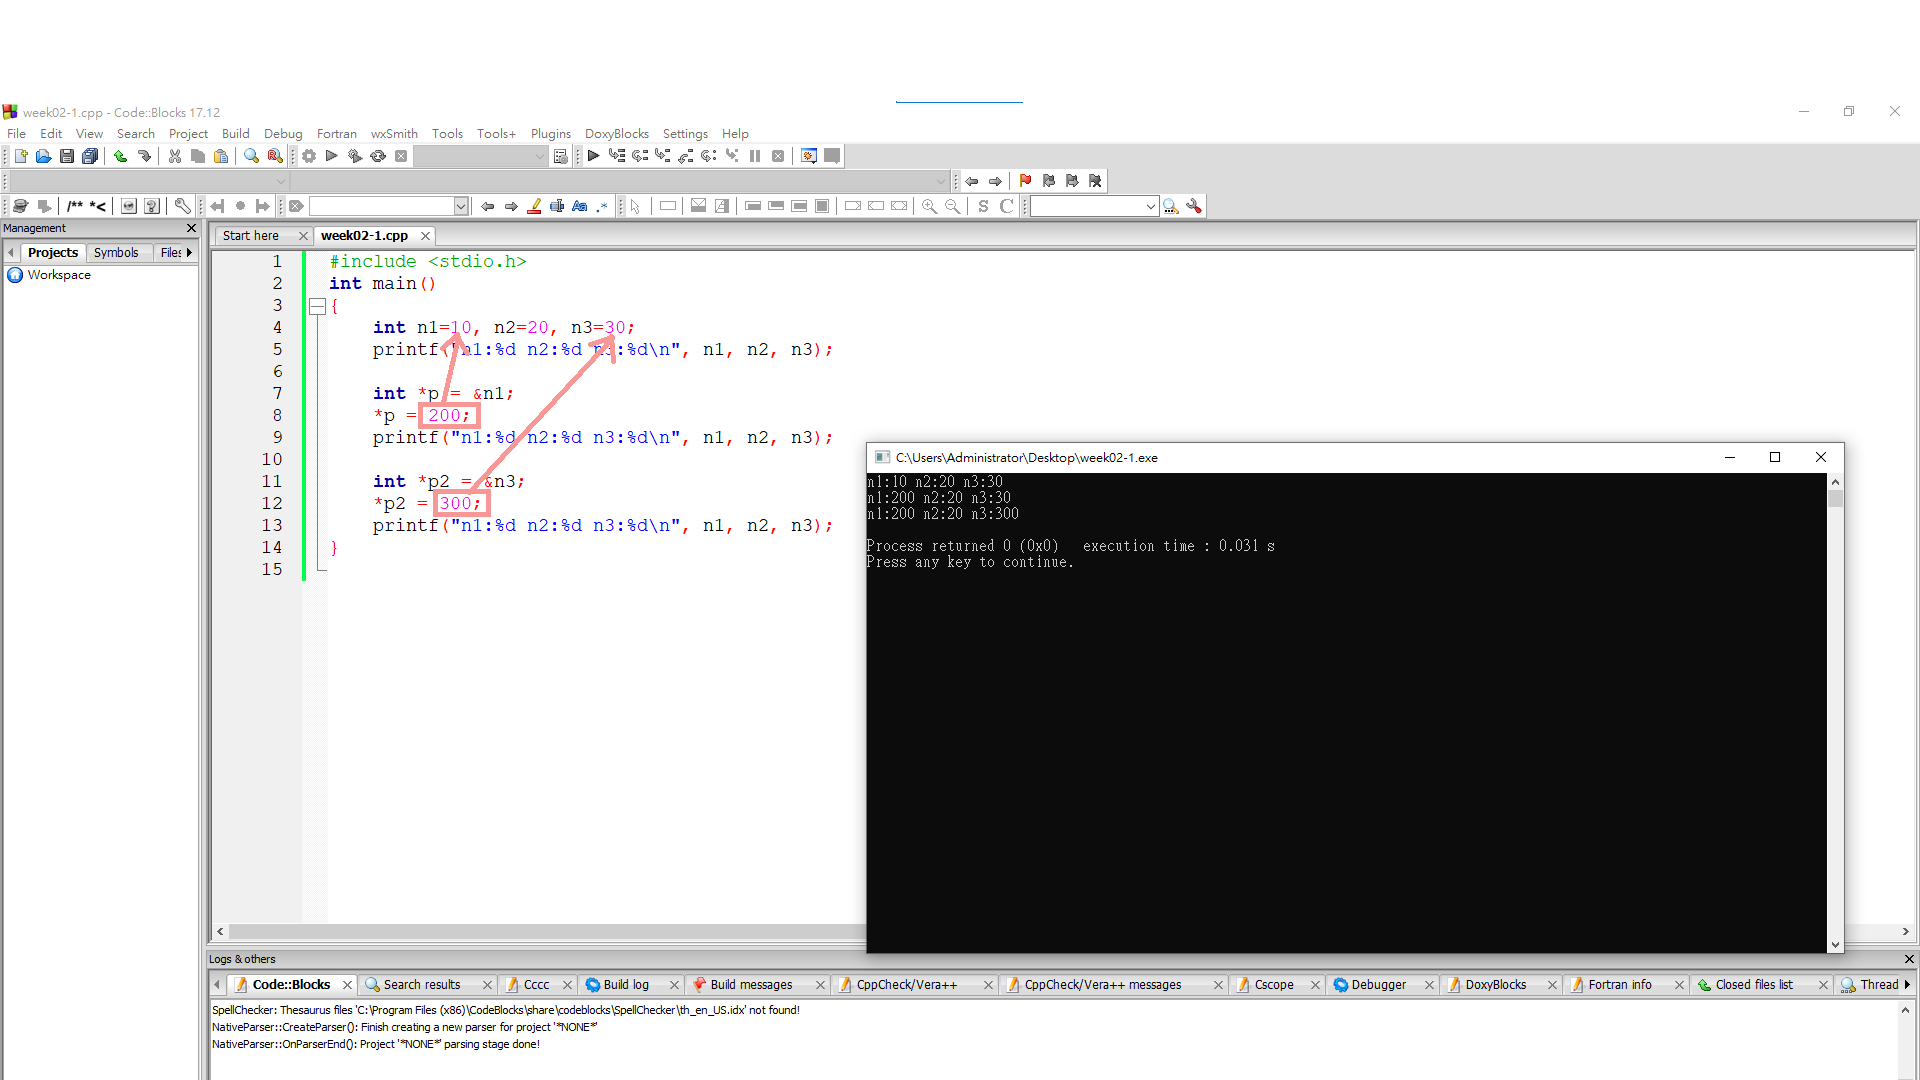 week02-1.cpp - Code::Blocks 17.12
File Edit View Search Project Build Debug Fortran wxSmith Tools Tools+ Plugins DoxyBlocks Settings Help
/** *<
Aa .*
S C
Management
Projects Symbols Files
Workspace
Start here week02-1.cpp
1 #include <stdio.h>
2 int main()
3 {
4 int n1=10, n2=20, n3=30;
5 printf("n1:%d n2:%d n3:%d\n", n1, n2, n3);
6
7 int *p = &n1;
8 *p = 200;
9 printf("n1:%d n2:%d n3:%d\n", n1, n2, n3);
10
11 int *p2 = &n3;
12 *p2 = 300;
13 printf("n1:%d n2:%d n3:%d\n", n1, n2, n3);
14 }
15
C:\Users\Administrator\Desktop\week02-1.exe
n1:10 n2:20 n3:30
n1:200 n2:20 n3:30
n1:200 n2:20 n3:300
Process returned 0 (0x0) execution time : 0.031 s
Press any key to continue.
Logs & others
Code::Blocks Search results Cccc Build log Build messages CppCheck/Vera++ CppCheck/Vera++ messages Cscope Debugger DoxyBlocks Fortran info Closed files list Thread
SpellChecker: Thesaurus files 'C:\Program Files (x86)\CodeBlocks\share\codeblocks\SpellChecker\th_en_US.idx' not found!
NativeParser::CreateParser(): Finish creating a new parser for project '*NONE*'
NativeParser::OnParserEnd(): Project '*NONE*' parsing stage done!